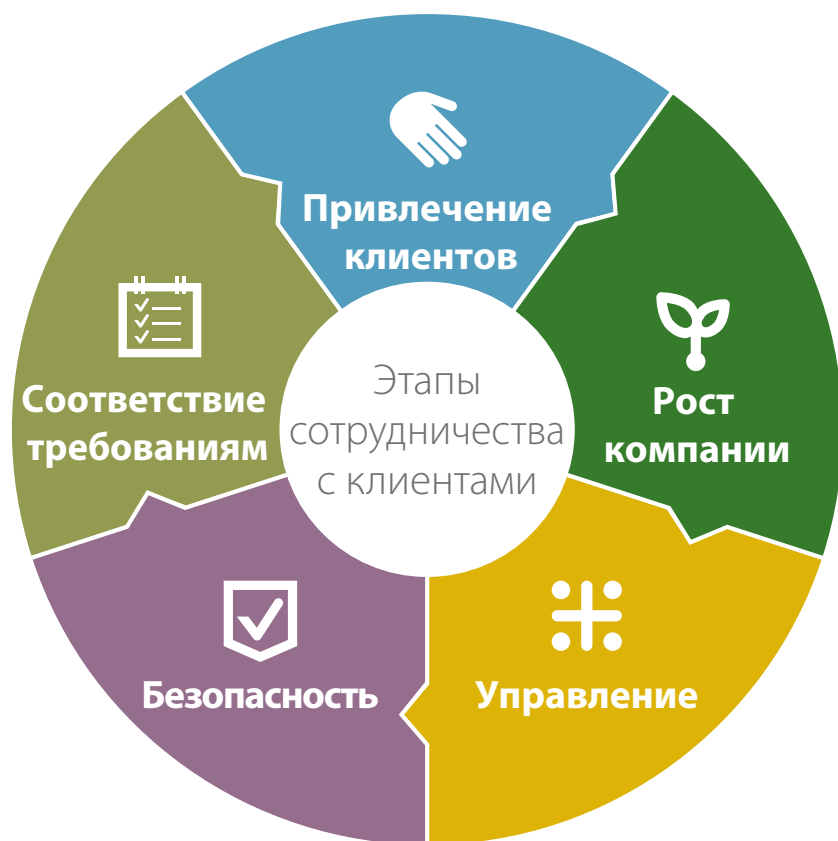 Привлечение
клиентов
Рост
компании
Управление
Безопасность
Соответствие
требованиям
Этапы
сотрудничества
с клиентами